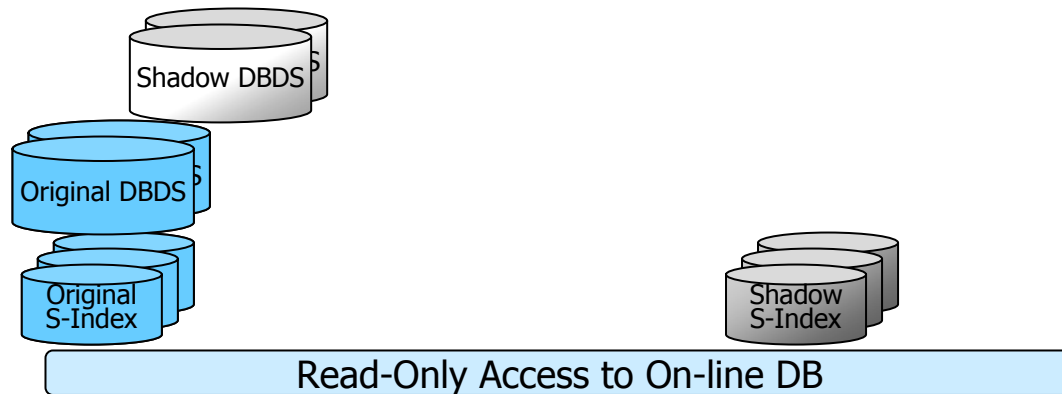 Shadow DBDS
S
Original DBDS
S
Original
S-Index
Shadow
S-Index
Read-Only Access to On-line DB